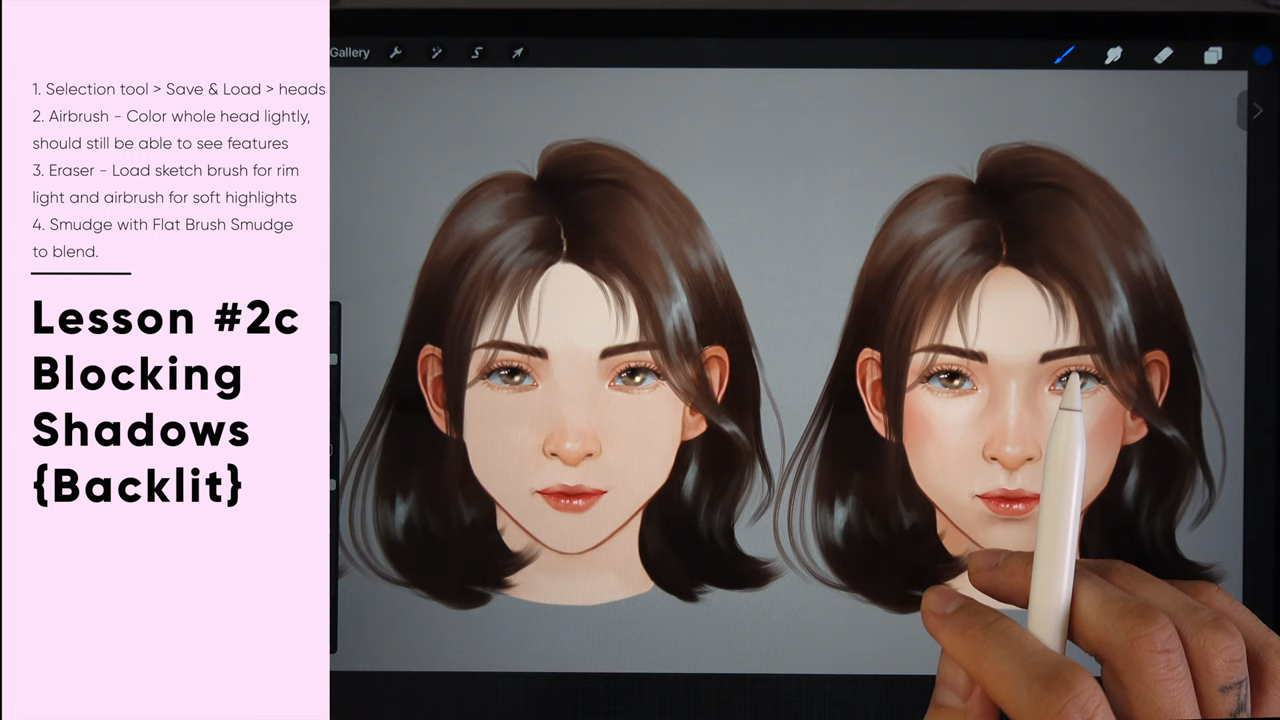 1. Selection tool > Save & Load > heads
2. Airbrush - Color whole head lightly,
should still be able to see features
3. Eraser - Load sketch brush for rim
light and airbrush for soft highlights
4. Smudge with Flat Brush Smudge
to blend.
Lesson #2c
Blocking
Shadows
{Backlit}
Gallery